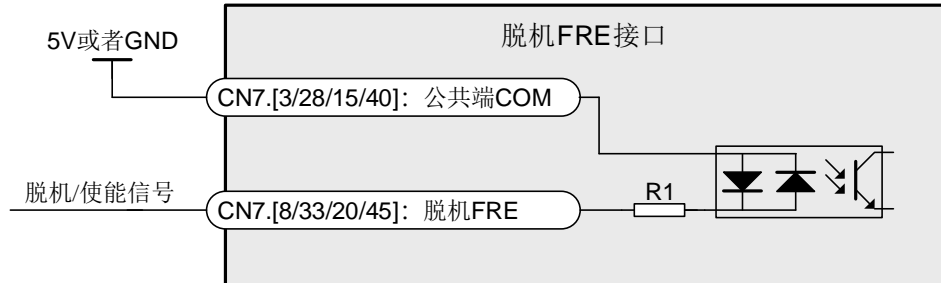 脱机FRE接口
5V或者GND
CN7.[3/28/15/40]：公共端COM
脱机/使能信号
CN7.[8/33/20/45]：脱机FRE
R1